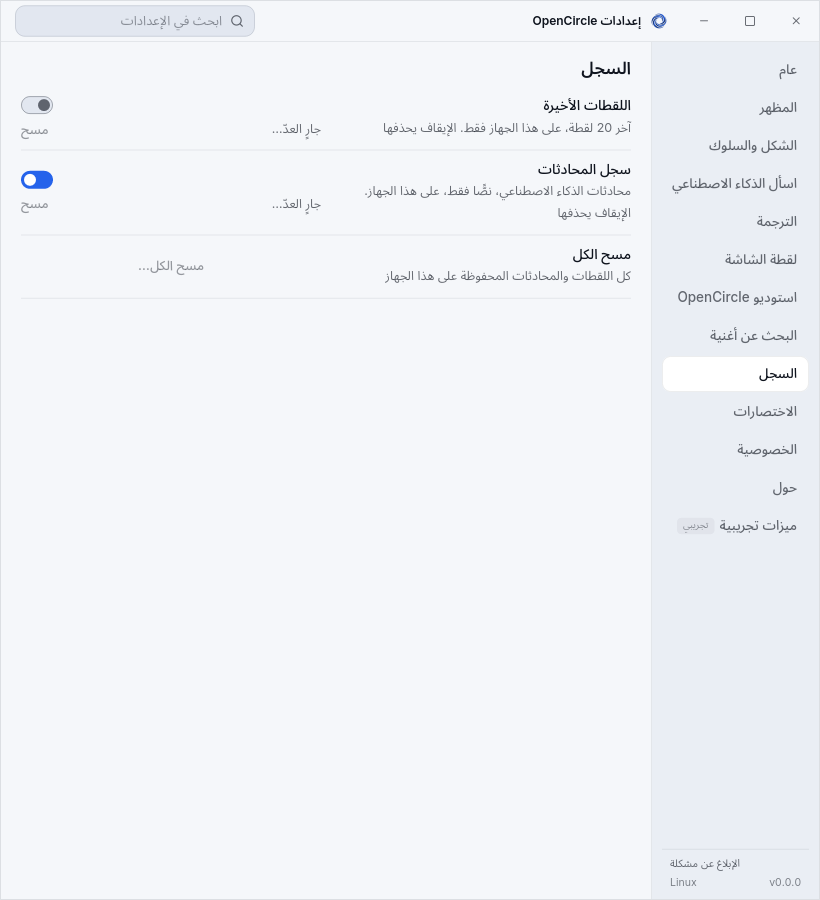 إعدادات OpenCircle
ابحث في الإعدادات
عام
المظهر
الشكل والسلوك
اسأل الذكاء الاصطناعي
الترجمة
لقطة الشاشة
استوديو OpenCircle
البحث عن أغنية
السجل
الاختصارات
الخصوصية
حول
ميزات تجريبية تجريبي
الإبلاغ عن مشكلة
v0.0.0 Linux
السجل
اللقطات الأخيرة
آخر 20 لقطة، على هذا الجهاز فقط. الإيقاف يحذفها
جارٍ العدّ...
مسح
سجل المحادثات
محادثات الذكاء الاصطناعي، نصًّا فقط، على هذا الجهاز.
الإيقاف يحذفها
جارٍ العدّ...
مسح
مسح الكل
كل اللقطات والمحادثات المحفوظة على هذا الجهاز
مسح الكل...